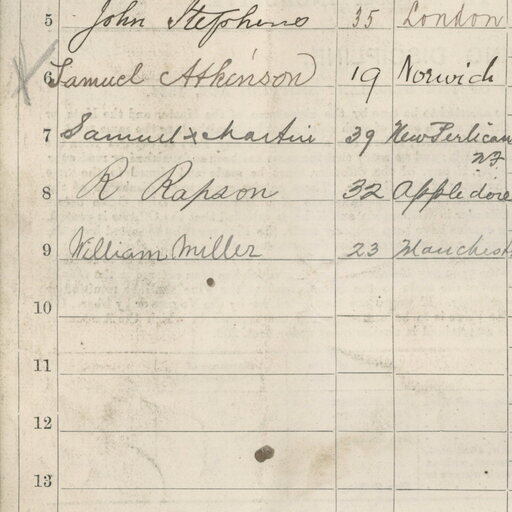 5 John Stephens 35 London
6 Samuel Atkinson 19 Norwich
7 Samuel x Martin 39 New Perlican
Nf
8 R Rapson 32 Appledore
9 William Miller 23 Manchest
10
11
12
13